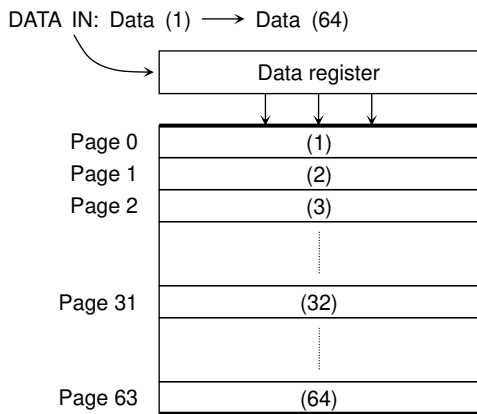 DATA IN: Data (1) ⟶ Data (64)
Data register
Page 0 (1)
Page 1 (2)
Page 2 (3)
Page 31 (32)
Page 63 (64)